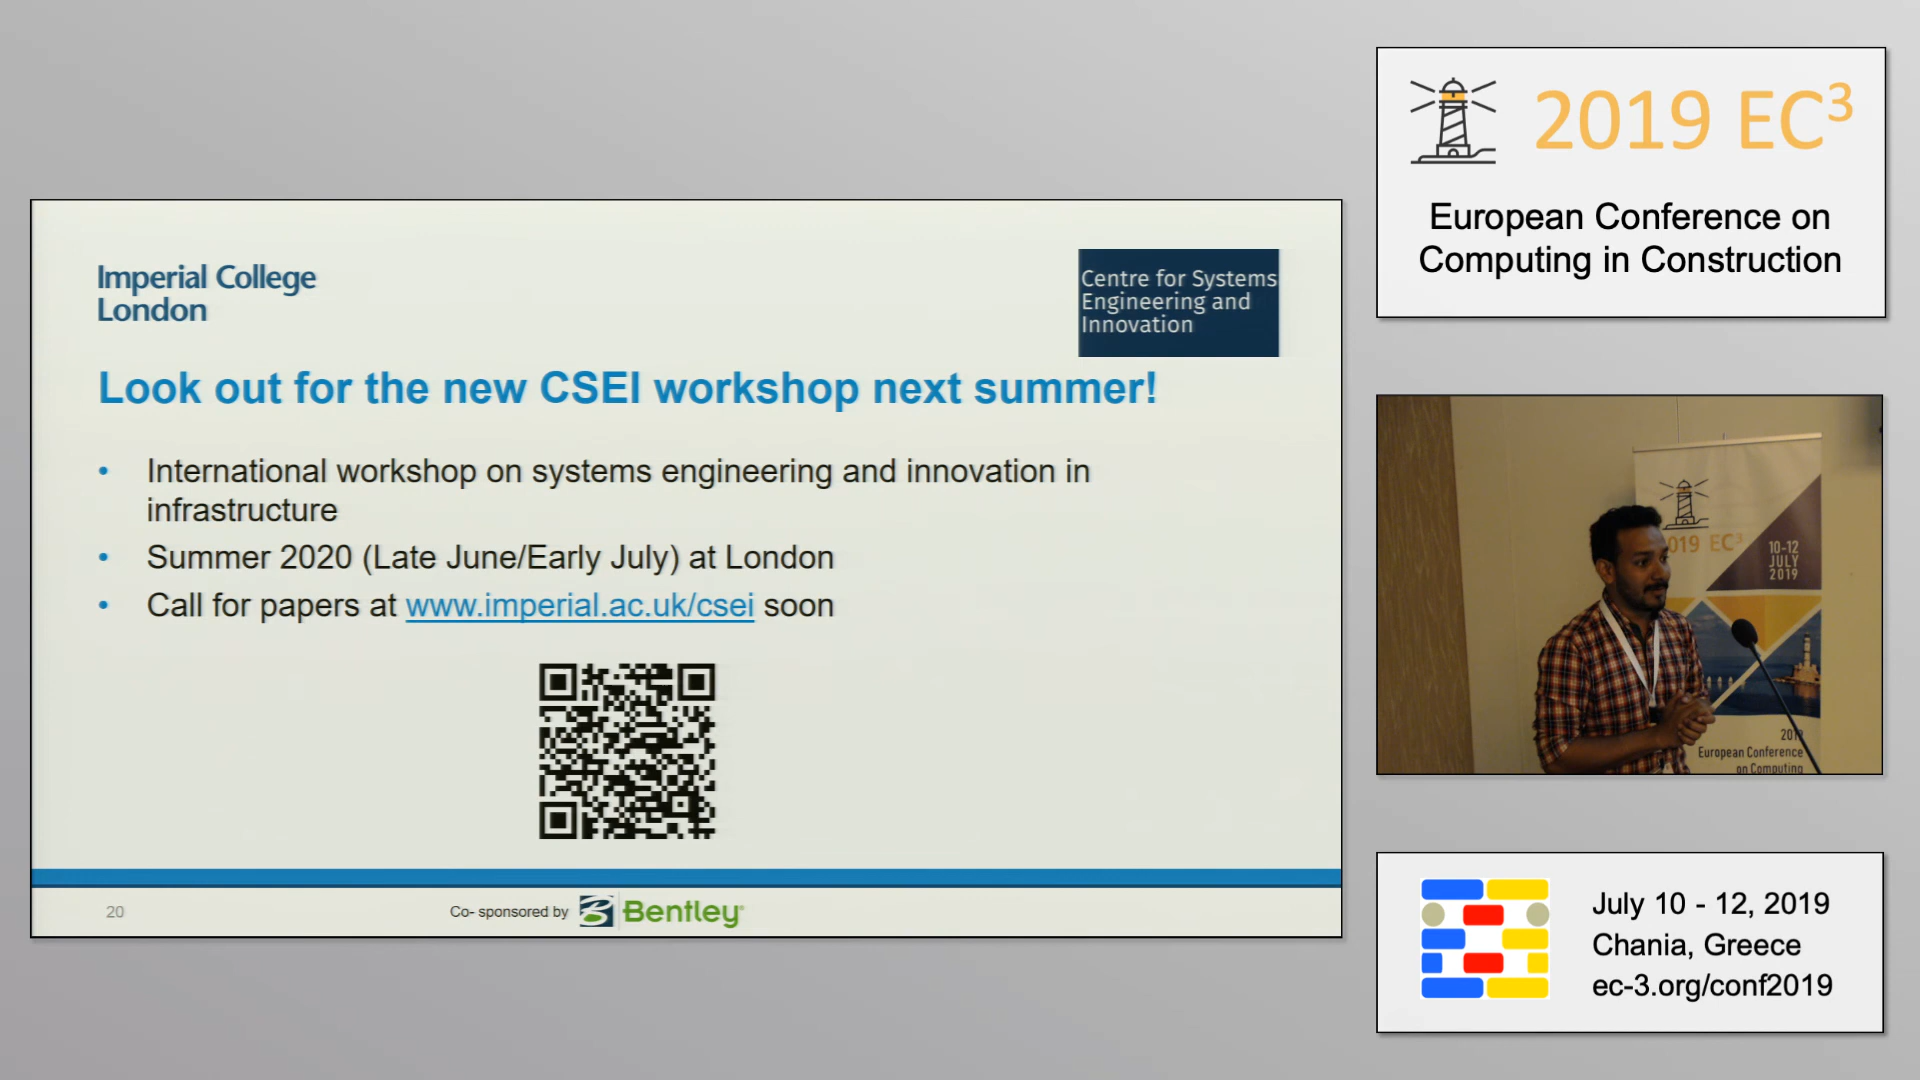 Imperial College
London
Centre for Systems
Engineering and
Innovation
Look out for the new CSEI workshop next summer!
• International workshop on systems engineering and innovation in
infrastructure
• Summer 2020 (Late June/Early July) at London
• Call for papers at www.imperial.ac.uk/csei soon
20
Co- sponsored by Bentley
2019 EC³
European Conference on
Computing in Construction
019 EC³
10-12
JULY
2019
European Conference
on Computing
July 10 - 12, 2019
Chania, Greece
ec-3.org/conf2019